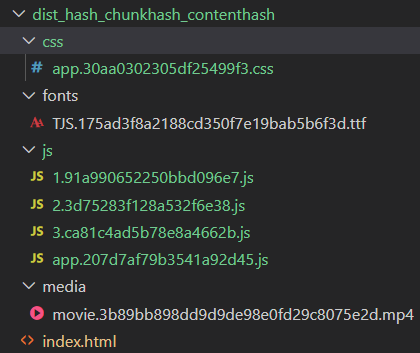 dist_hash_chunkhash_contenthash
css
# app.30aa0302305df25499f3.css
fonts
TJS.175ad3f8a2188cd350f7e19bab5b6f3d.ttf
js
JS 1.91a990652250bbd096e7.js
JS 2.3d75283f128a532f6e38.js
JS 3.ca81c4ad5b78e8a4662b.js
JS app.207d7af79b3541a92d45.js
media
movie.3b89bb898dd9d9de98e0fd29c8075e2d.mp4
<> index.html